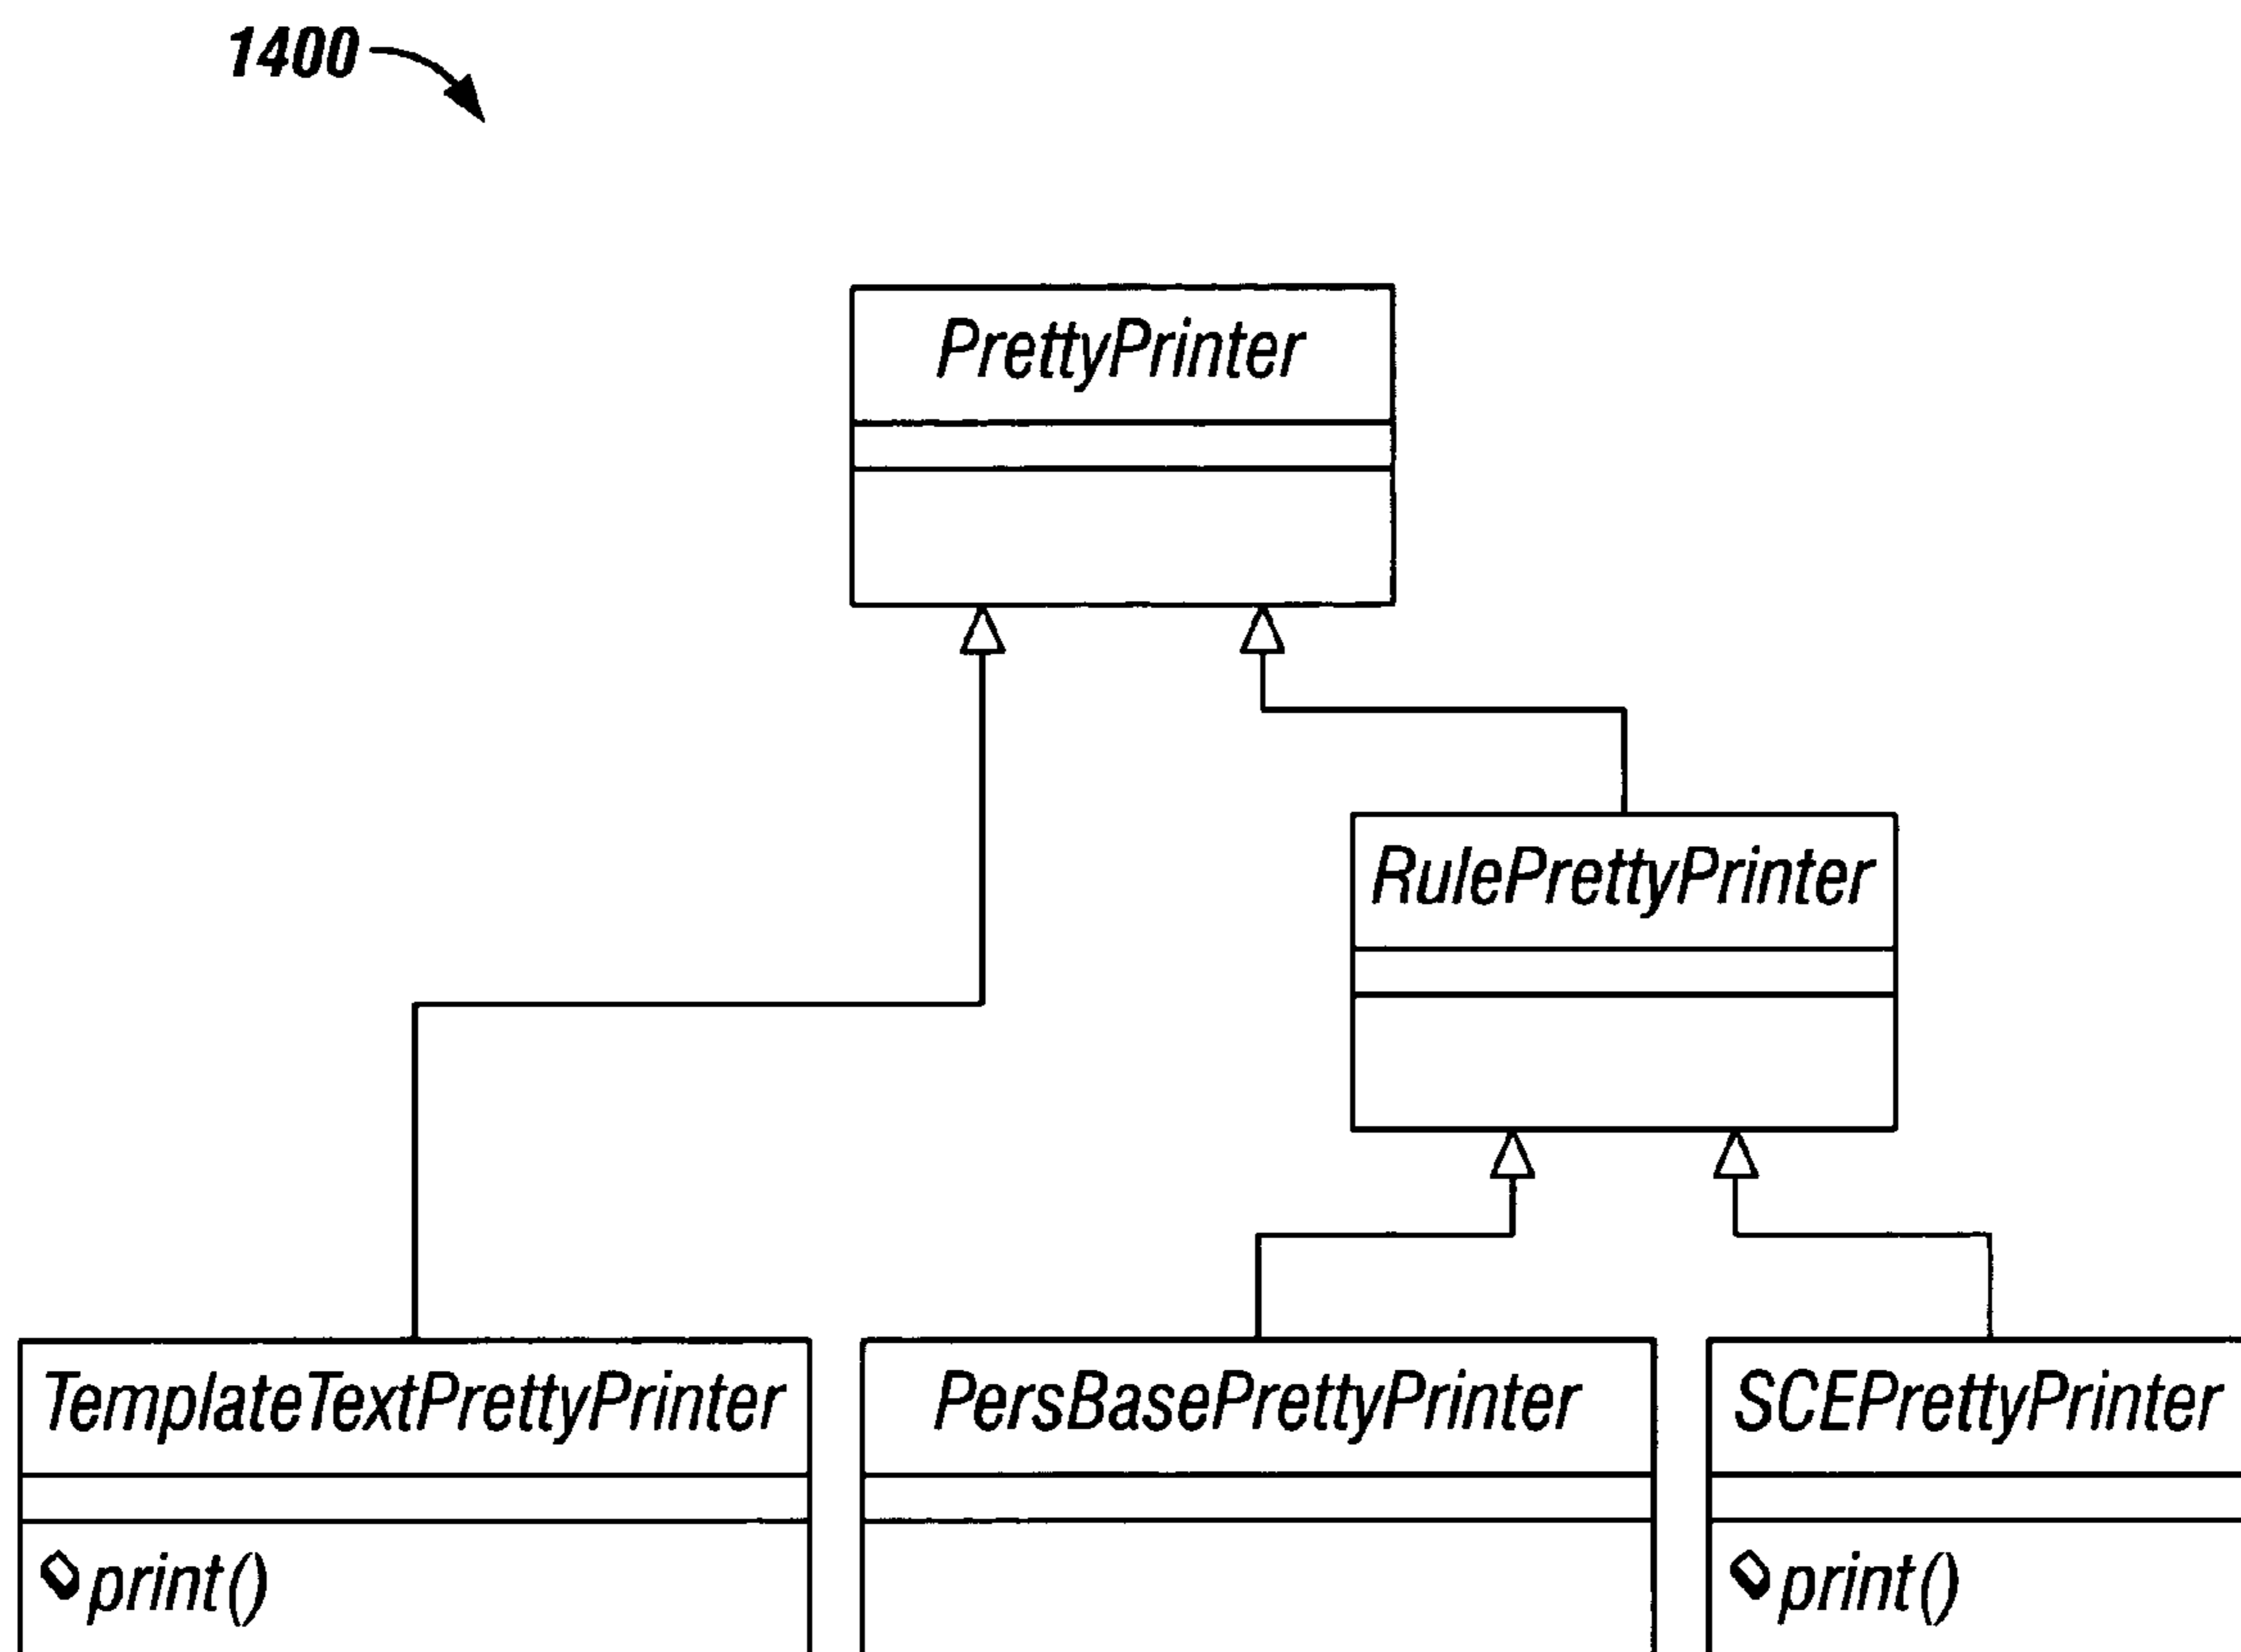 1400
PrettyPrinter
RulePrettyPrinter
TemplateTextPrettyPrinter
PersBasePrettyPrinter
SCEPrettyPrinter
print()
print()